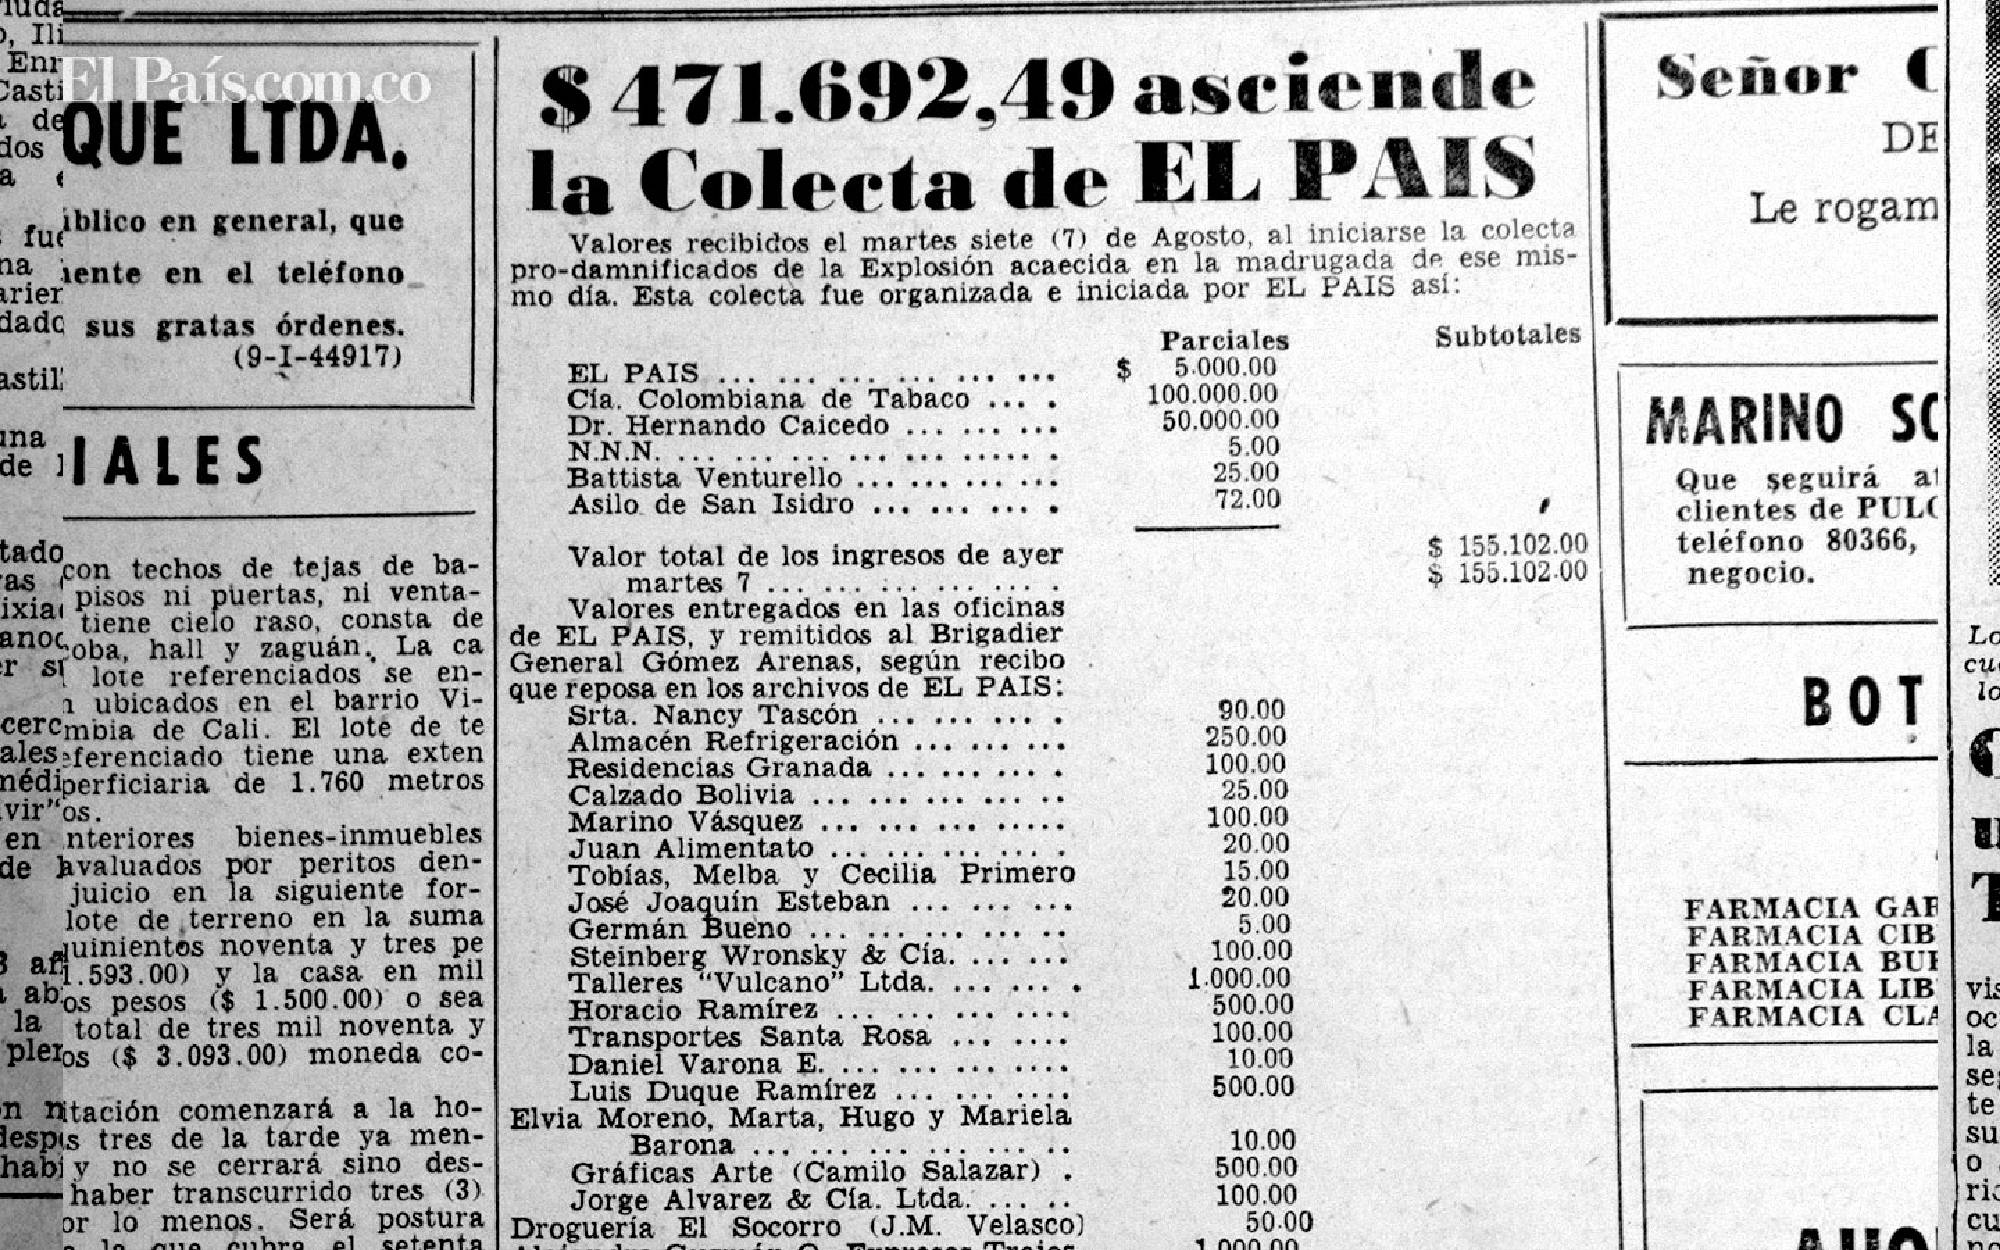 El País.com.co
QUE LTDA.
en general, que
en el teléfono
sus gratas órdenes.
(9-I-44917)
IALES
con techos de tejas de ba-
pisos ni puertas, ni venta-
tiene cielo raso, consta de
hall y zaguán. La ca
lote referenciados se en-
ubicados en el barrio Vi-
de Cali. El lote de te
tiene una exten
de 1.760 metros
bienes-inmuebles
avaluados por peritos den-
juicio en la siguiente for-
lote de terreno en la suma
noventa y tres pe
1.593.00) y la casa en mil
pesos ($ 1.500.00) o sea
total de tres mil noventa y
($ 3.093.00) moneda co-
comenzará a la ho-
tres de la tarde ya men-
y no se cerrará sino des-
haber transcurrido tres (3)
lo menos. Será postura
$ 471.692,49 asciende
la Colecta de EL PAIS
Valores recibidos el martes siete (7) de Agosto, al iniciarse la colecta
pro-damnificados de la Explosión acaecida en la madrugada de ese mis-
mo día. Esta colecta fue organizada e iniciada por EL PAIS así:
Parciales Subtotales
EL PAIS ... ... ... ... ... ... $ 5.000.00
Cía. Colombiana de Tabaco ... . 100.000.00
Dr. Hernando Caicedo ... ... ... 50.000.00
N.N.N. ... ... ... ... ... ... . 5.00
Battista Venturello ... ... ... ... 25.00
Asilo de San Isidro ... ... ... . 72.00
Valor total de los ingresos de ayer $ 155.102.00
martes 7 ... ... ... ... ... . $ 155.102.00
Valores entregados en las oficinas
de EL PAIS, y remitidos al Brigadier
General Gómez Arenas, según recibo
que reposa en los archivos de EL PAIS:
Srta. Nancy Tascón ... ... ... . 90.00
Almacén Refrigeración ... ... ... 250.00
Residencias Granada ... ... ... . 100.00
Calzado Bolivia ... ... ... ... .. 25.00
Marino Vásquez ... ... ... ..... 100.00
Juan Alimentato ... ... ... ... . 20.00
Tobías, Melba y Cecilia Primero 15.00
José Joaquín Esteban ... ... ... 20.00
Germán Bueno ... ... ... ... .. 5.00
Steinberg Wronsky & Cía. ... ... 100.00
Talleres "Vulcano" Ltda. ... ... . 1.000.00
Horacio Ramírez ... ... ... .... 500.00
Transportes Santa Rosa ... .... 100.00
Daniel Varona E. ... ... ... .... 10.00
Luis Duque Ramírez ... ... .... 500.00
Elvia Moreno, Marta, Hugo y Mariela
Barona ... ... ... ... ... .. 10.00
Gráficas Arte (Camilo Salazar) . 500.00
Jorge Alvarez & Cía. Ltda. ... .. 100.00
Droguería El Socorro (J.M. Velasco) 50.00
1.000.00
Señor
Le
MARINO
Que seguirá
clientes de
teléfono 80366,
negocio.
BOT
FARMACIA
FARMACIA
FARMACIA
FARMACIA
FARMACIA